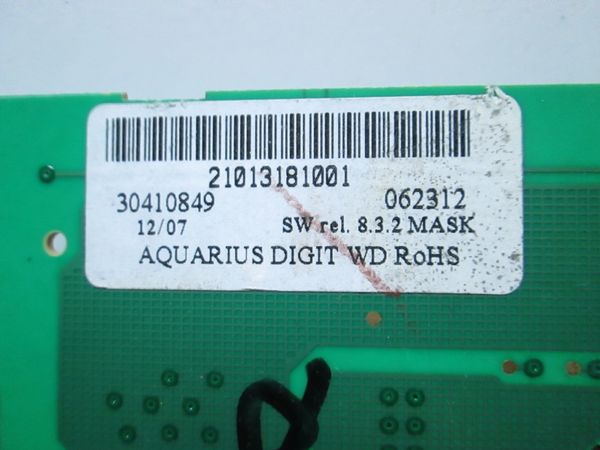 21013181001
30410849 062312
12/07 SW rel. 8.3.2 MASK
AQUARIUS DIGIT WD RoHS